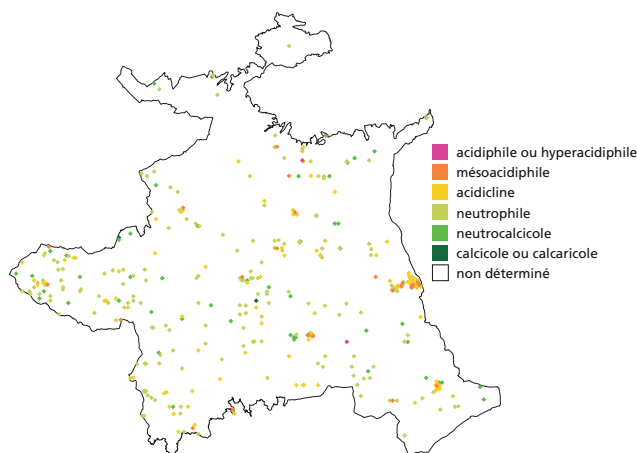 acidiphile ou hyperacidiphile
mésoacidiphile
acidicline
neutrophile
neutrocalcicole
calcicole ou calcaricole
non déterminé